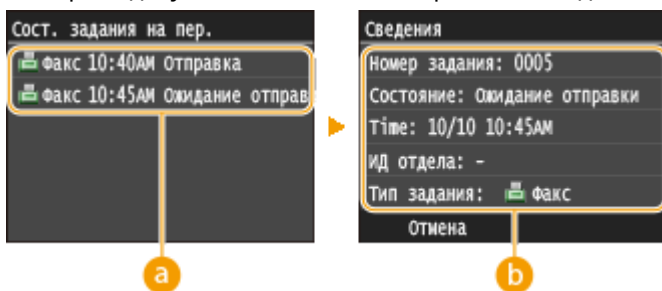 Сост. задания на пер.
Факс 10:40AM Отправка
Факс 10:45AM Ожидание отправ
a
Сведения
Номер задания: 0005
Состояние: Ожидание отправки
Time: 10/10 10:45AM
ИД отдела: -
Тип задания: Факс
Отмена
b